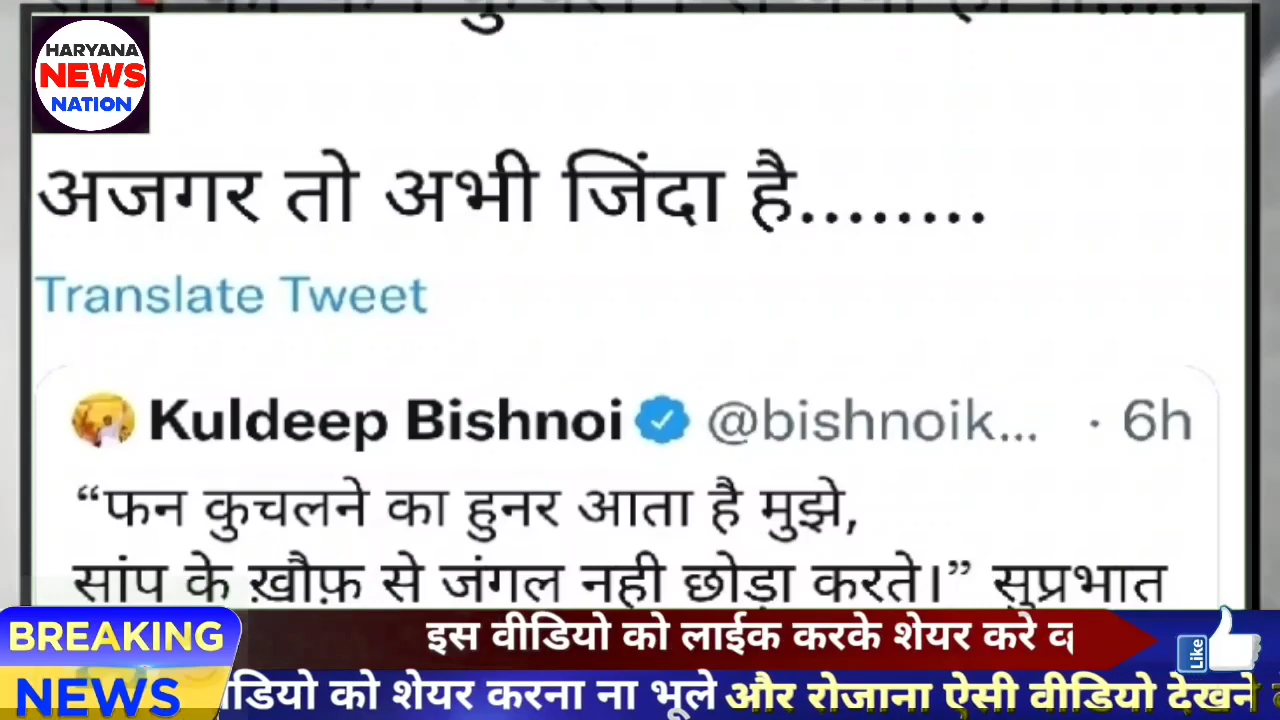 HARYANA
NEWS
NATION
अजगर तो अभी जिंदा है........
Translate Tweet
Kuldeep Bishnoi @bishnoik... · 6h
“फन कुचलने का हुनर आता है मुझे,
सांप के ख़ौफ़ से जंगल नही छोड़ा करते।” सुप्रभात
BREAKING
NEWS
इस वीडियो को लाईक करके शेयर करे
Like
डियो को शेयर करना ना भूले और रोजाना ऐसी वीडियो देखने